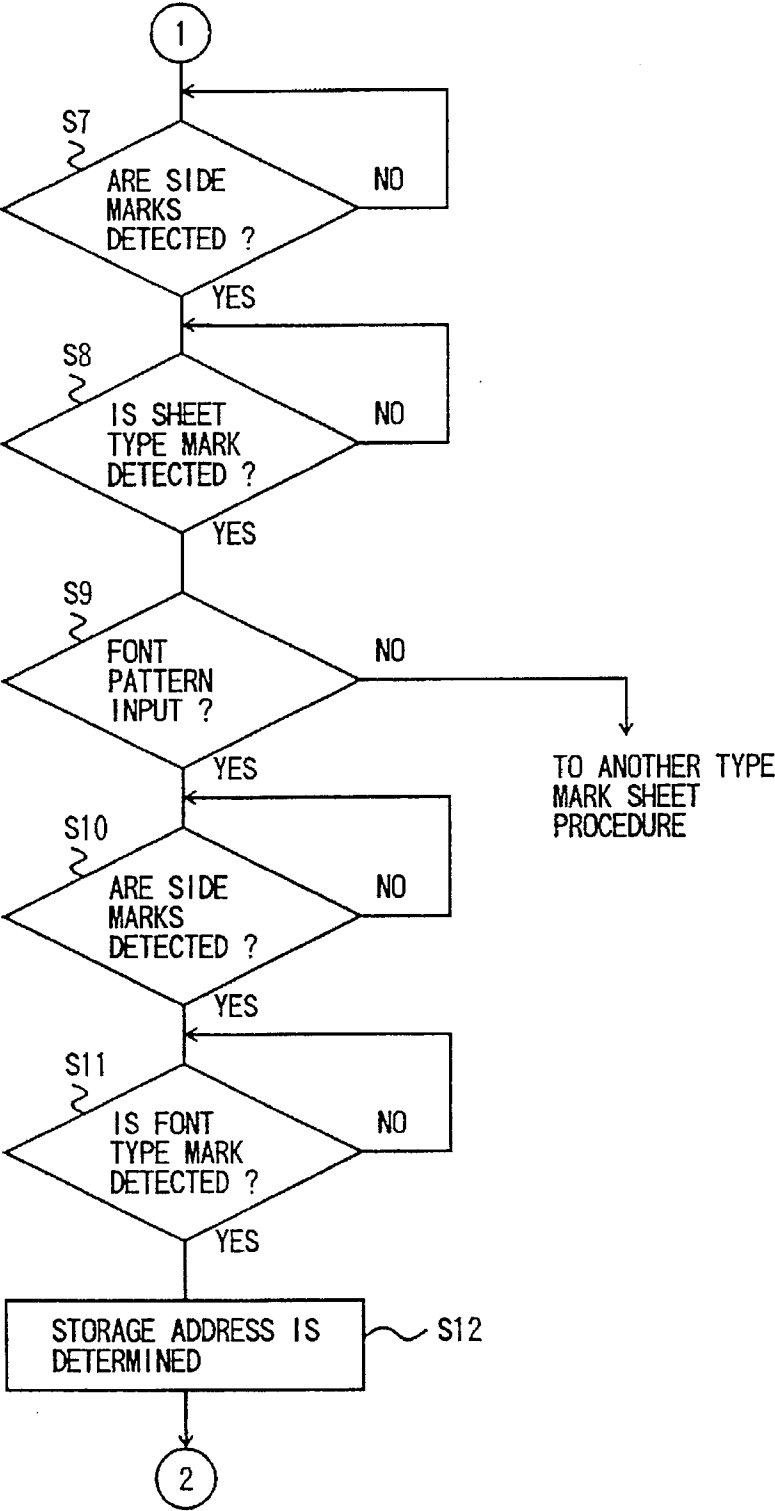 1
S7
ARE SIDE
MARKS
DETECTED ?
NO
YES
S8
IS SHEET
TYPE MARK
DETECTED ?
NO
YES
S9
FONT
PATTERN
INPUT ?
NO
YES
TO ANOTHER TYPE
MARK SHEET
PROCEDURE
S10
ARE SIDE
MARKS
DETECTED ?
NO
YES
S11
IS FONT
TYPE MARK
DETECTED ?
NO
YES
STORAGE ADDRESS IS
DETERMINED
S12
2